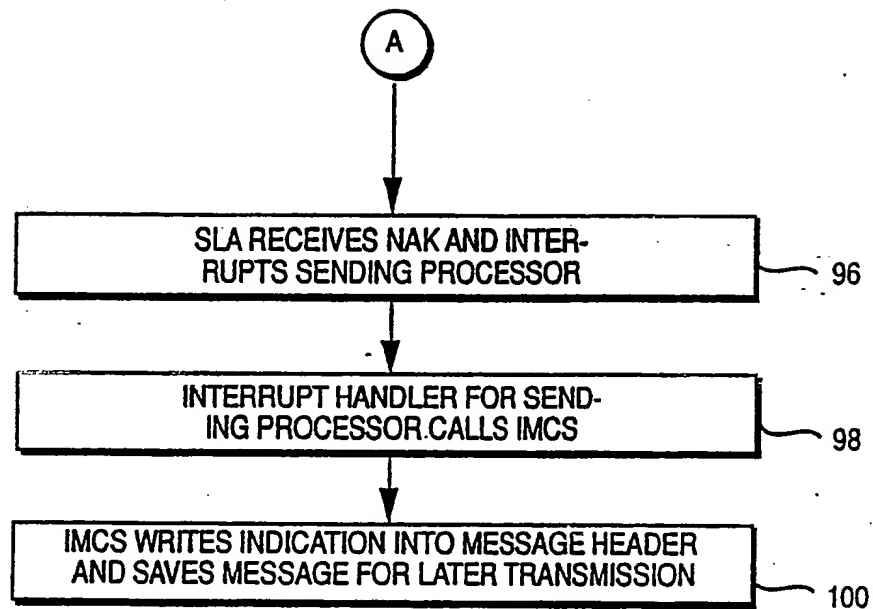 A
SLA RECEIVES NAK AND INTER-
RUPTS SENDING PROCESSOR
96
INTERRUPT HANDLER FOR SEND-
ING PROCESSOR CALLS IMCS
98
IMCS WRITES INDICATION INTO MESSAGE HEADER
AND SAVES MESSAGE FOR LATER TRANSMISSION
100